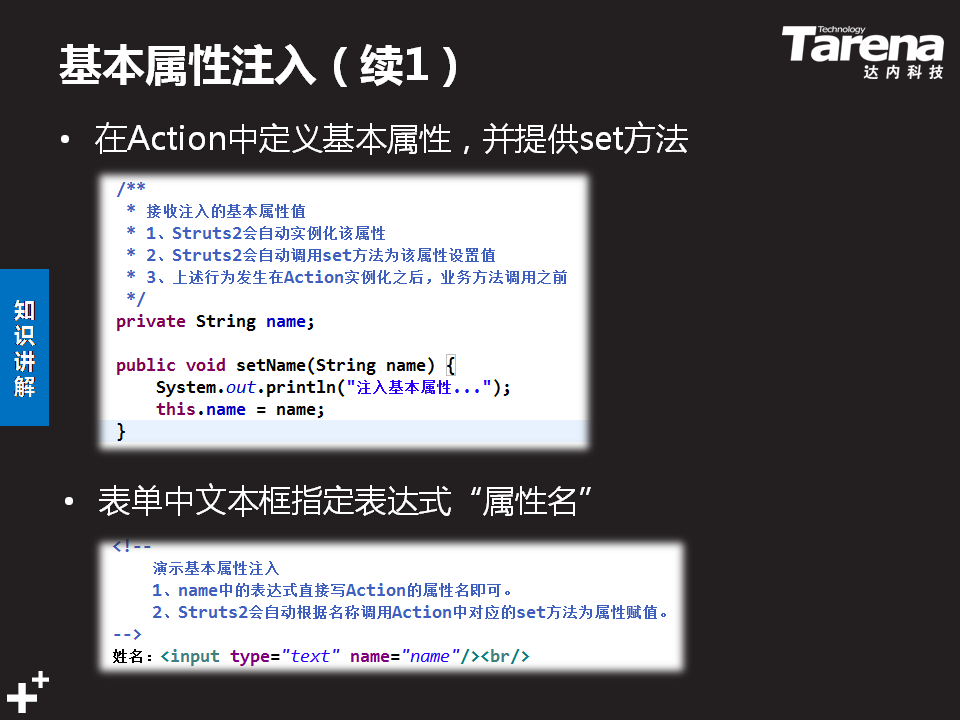 基本属性注入（续1）
Technology
Tarena
达内科技
• 在Action中定义基本属性，并提供set方法
/**
 * 接收注入的基本属性值
 * 1、Struts2会自动实例化该属性
 * 2、Struts2会自动调用set方法为该属性设置值
 * 3、上述行为发生在Action实例化之后，业务方法调用之前
 */
private String name;
public void setName(String name) {
    System.out.println("注入基本属性...");
    this.name = name;
}
知识讲解
• 表单中文本框指定表达式“属性名”
<!--
    演示基本属性注入
    1、name中的表达式直接写Action的属性名即可。
    2、Struts2会自动根据名称调用Action中对应的set方法为属性赋值。
-->
姓名：<input type="text" name="name"/><br/>